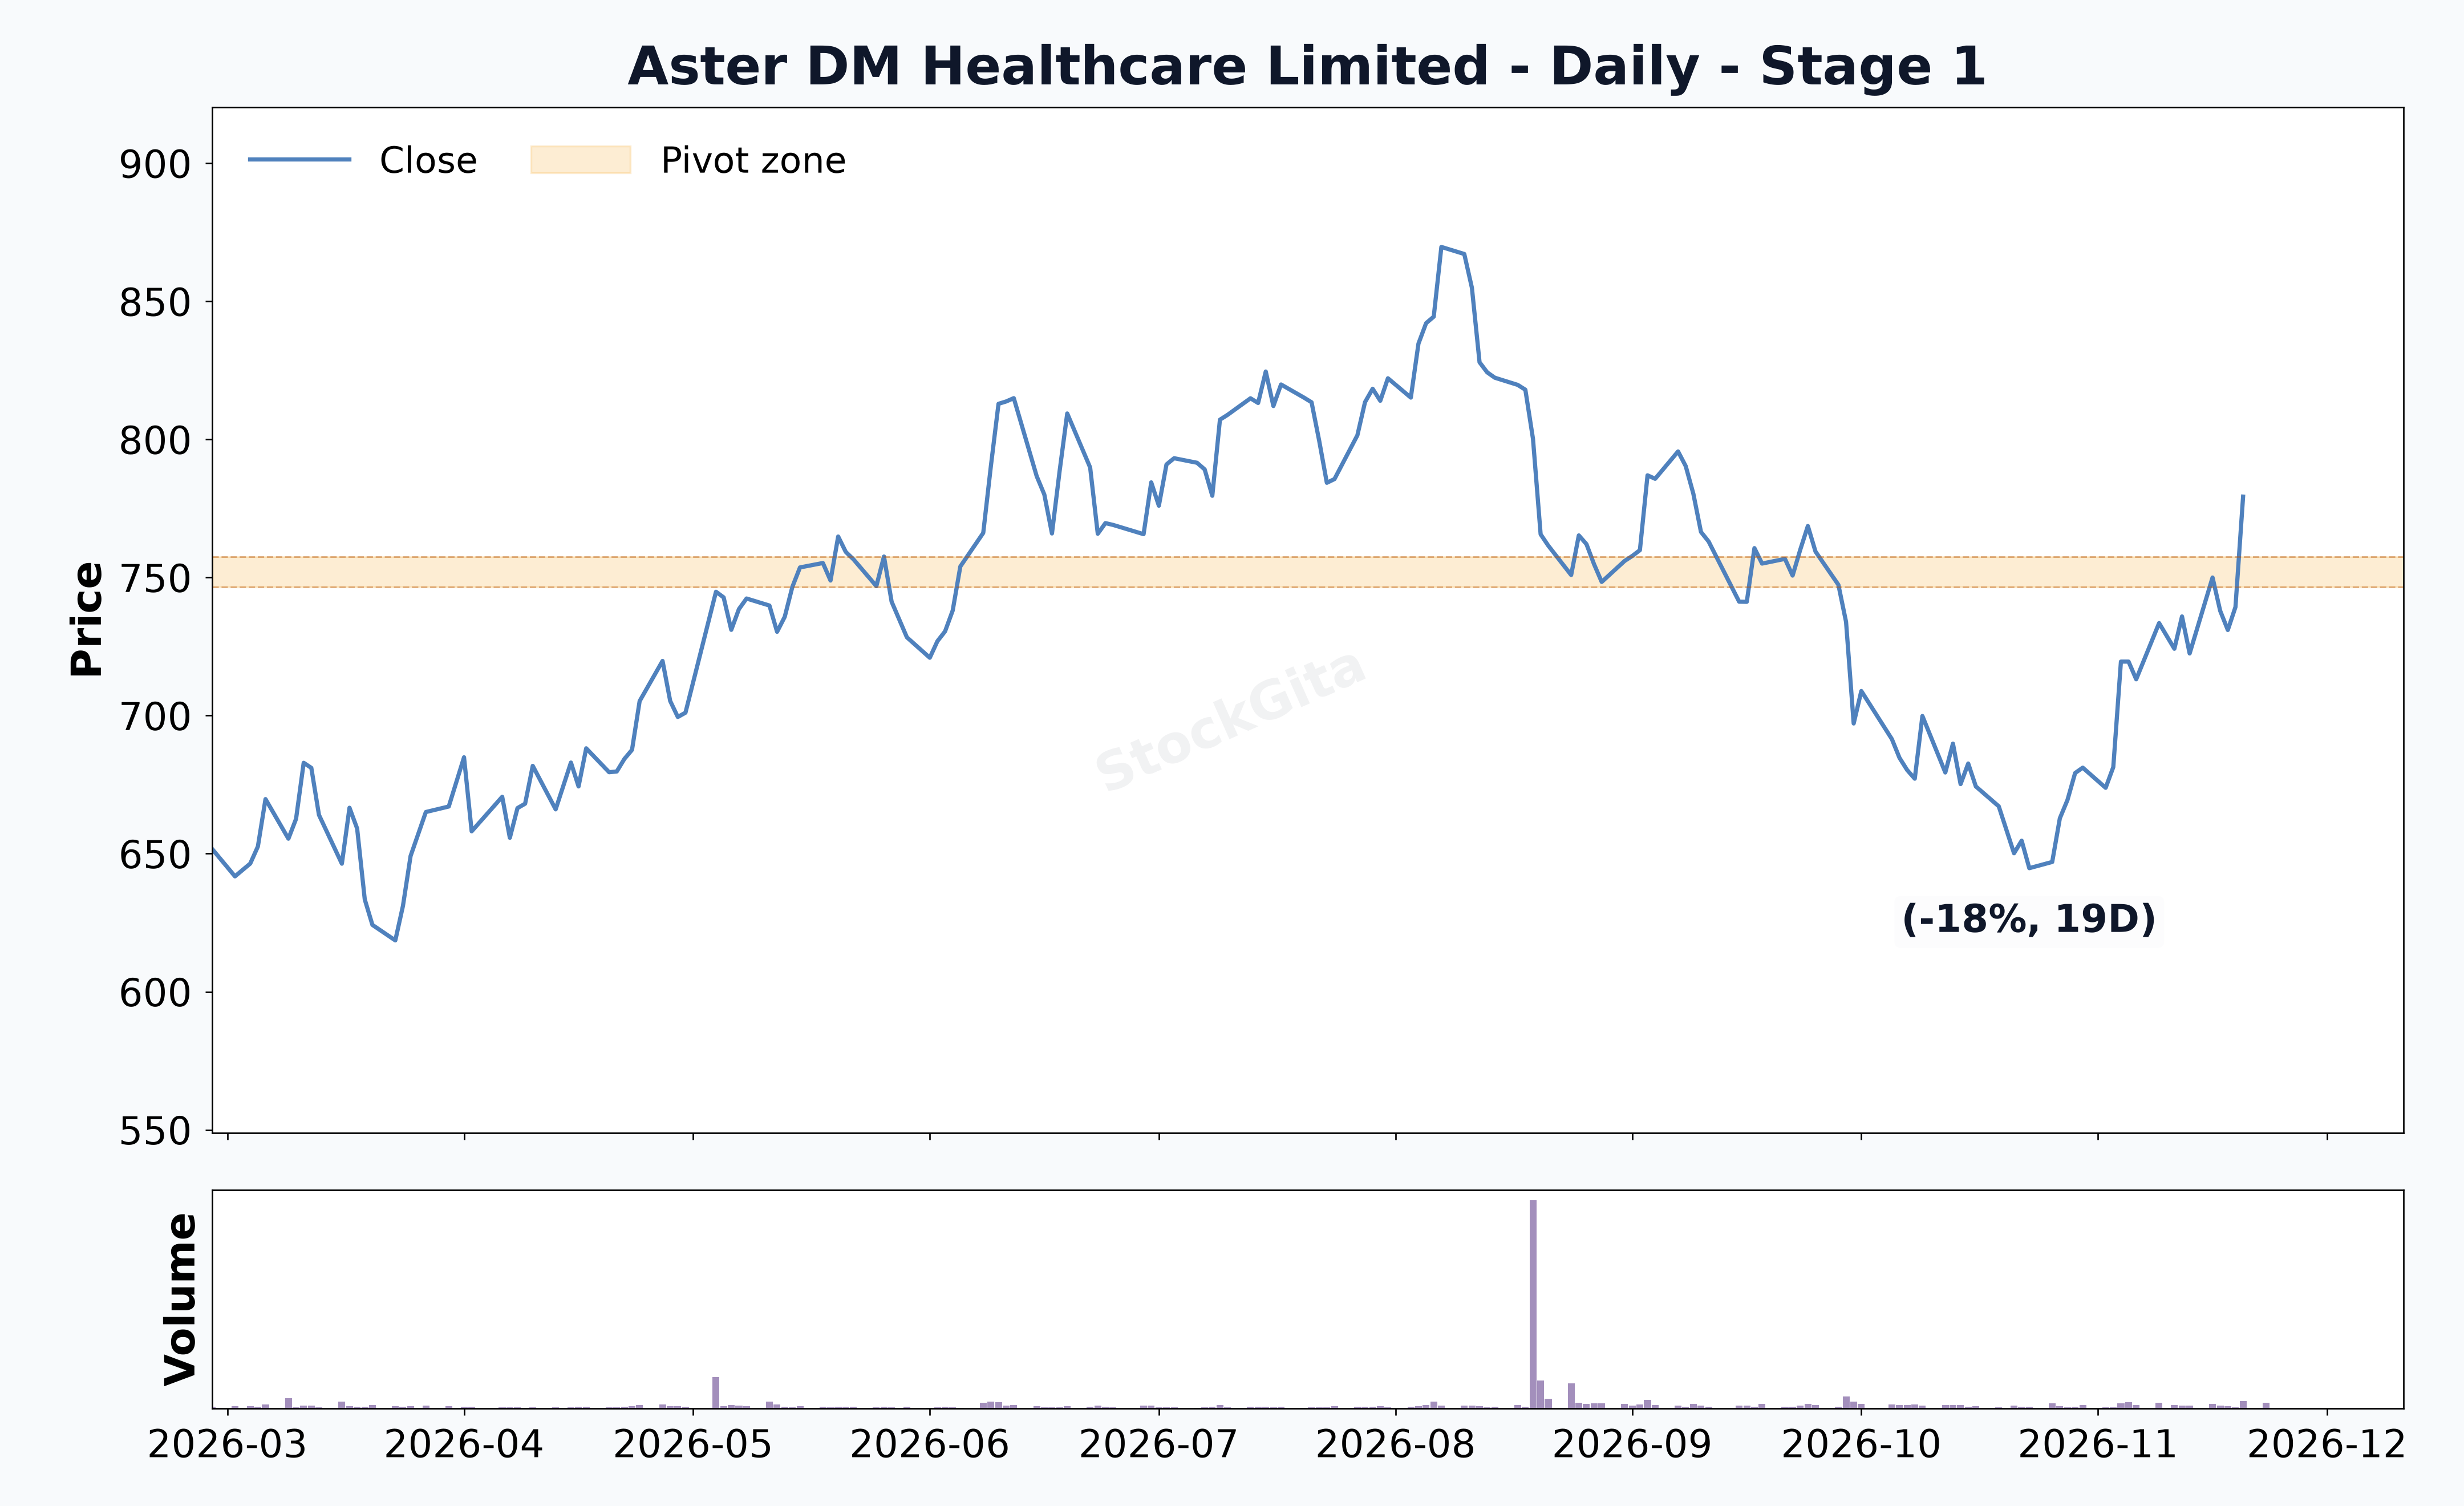 Aster DM Healthcare Limited - Daily - Stage 1
Close
Pivot zone
900
850
800
750
700
650
600
550
Price
StockGita
(-18%, 19D)
Volume
2026-03
2026-04
2026-05
2026-06
2026-07
2026-08
2026-09
2026-10
2026-11
2026-12